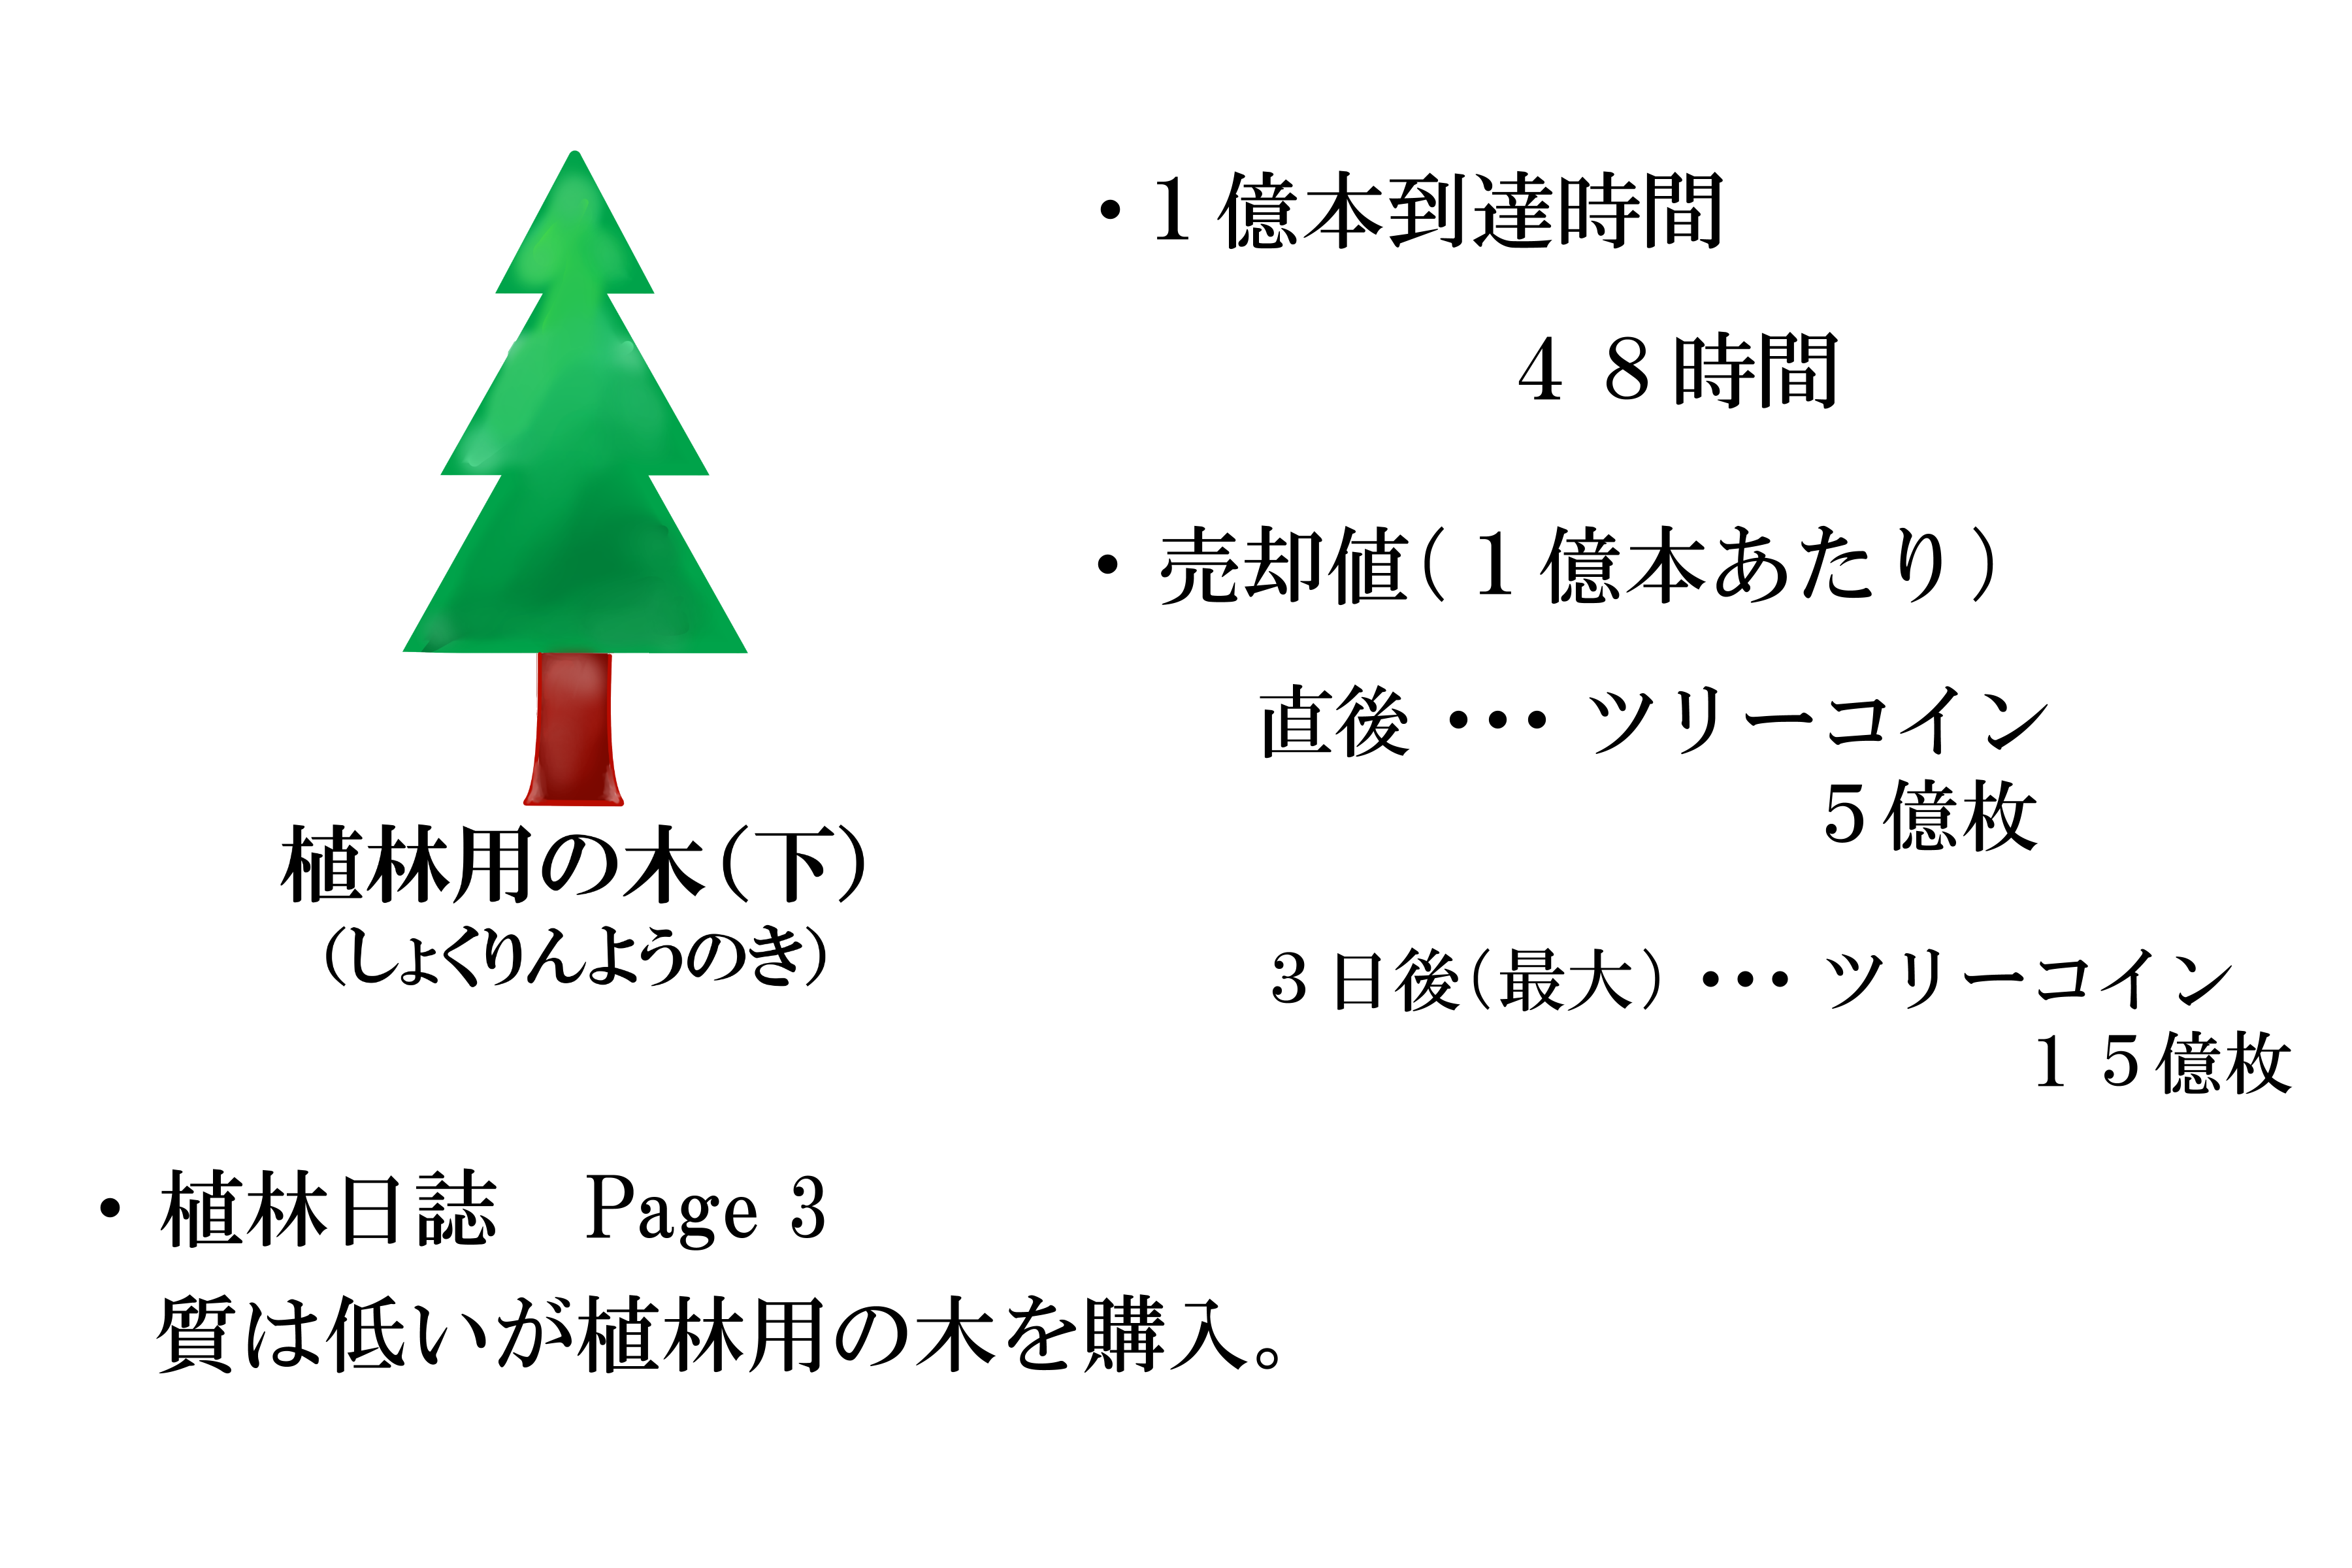 ・1億本到達時間
48時間
・売却値(1億本あたり)
直後・・・ツリーコイン
5億枚
3日後(最大)・・・ツリーコイン
15億枚
植林用の木(下)
(しょくりんようのき)
・植林日誌　Page 3
質は低いが植林用の木を購入。